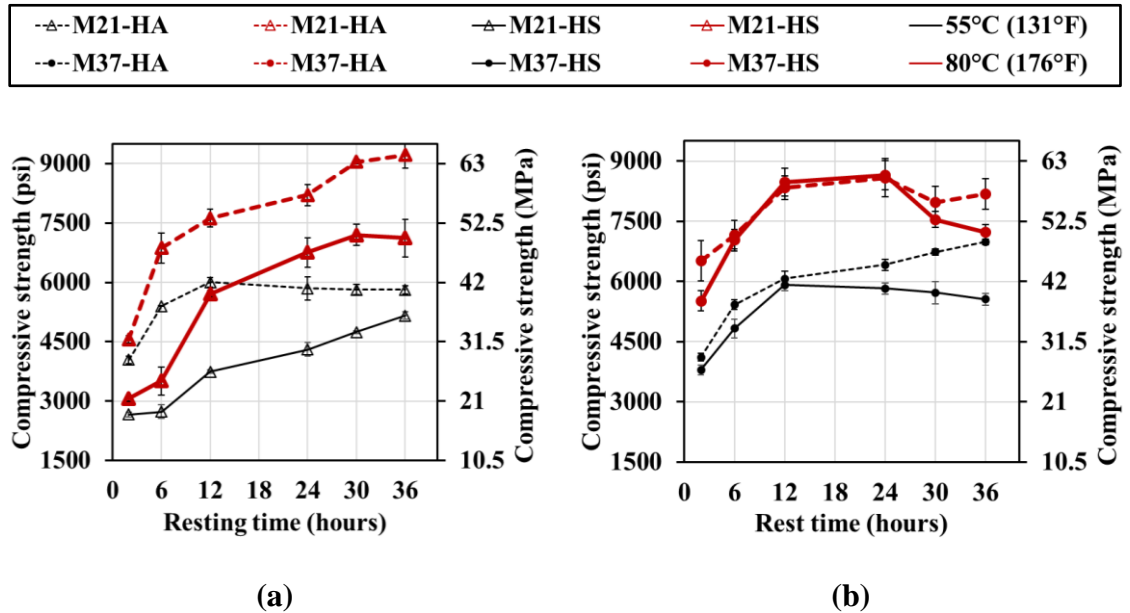 M21-HA M21-HA M21-HS M21-HS 55°C (131°F)
M37-HA M37-HA M37-HS M37-HS 80°C (176°F)
Compressive strength (psi)
9000
7500
6000
4500
3000
1500
0 6 12 18 24 30 36
Resting time (hours)
63
52.5
42
31.5
21
10.5
Compressive strength (MPa)
(a)
Compressive strength (psi)
9000
7500
6000
4500
3000
1500
0 6 12 18 24 30 36
Rest time (hours)
63
52.5
42
31.5
21
10.5
Compressive strength (MPa)
(b)